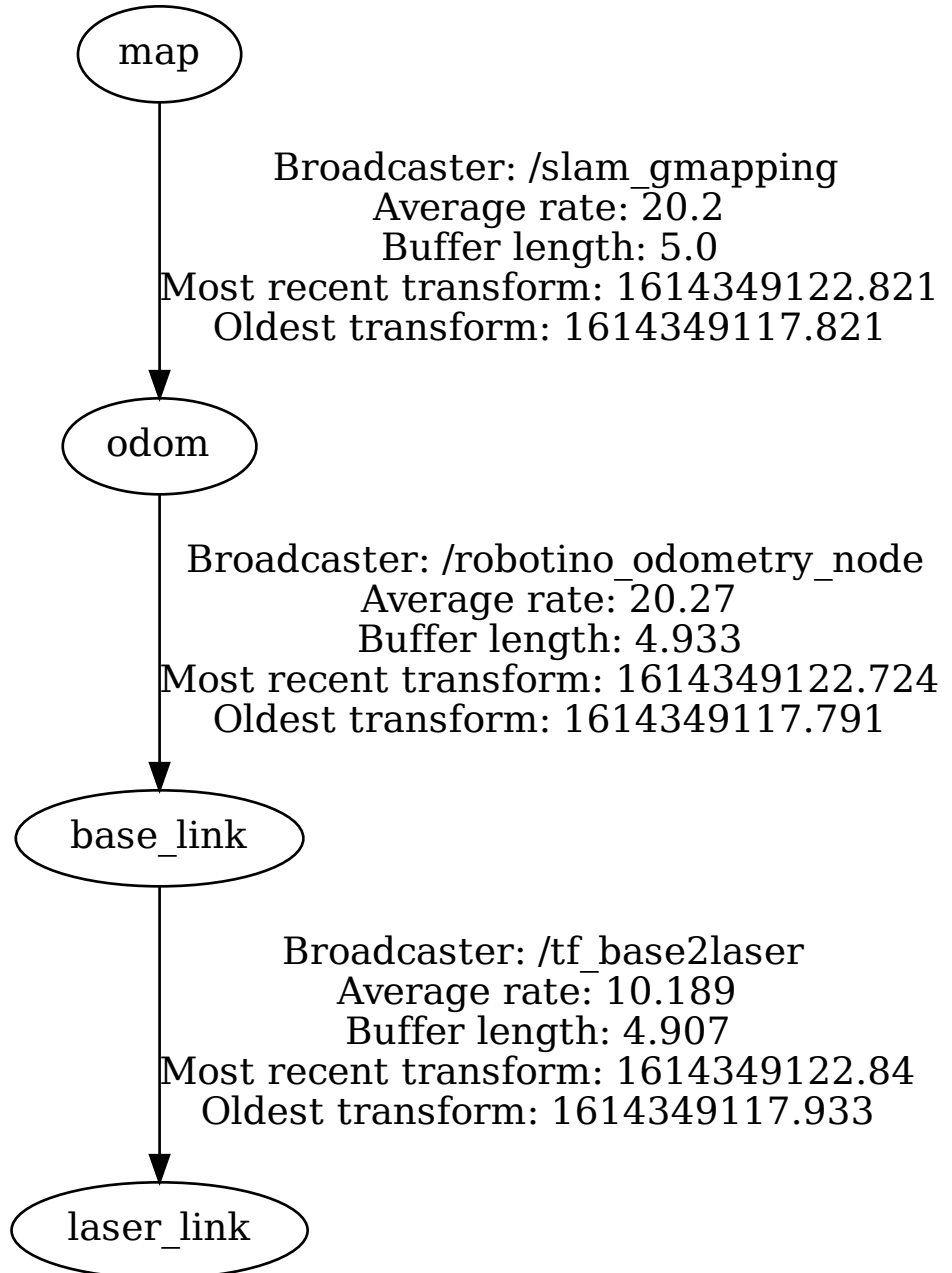 map
Broadcaster: /slam_gmapping
Average rate: 20.2
Buffer length: 5.0
Most recent transform: 1614349122.821
Oldest transform: 1614349117.821
odom
Broadcaster: /robotino_odometry_node
Average rate: 20.27
Buffer length: 4.933
Most recent transform: 1614349122.724
Oldest transform: 1614349117.791
base_link
Broadcaster: /tf_base2laser
Average rate: 10.189
Buffer length: 4.907
Most recent transform: 1614349122.84
Oldest transform: 1614349117.933
laser_link